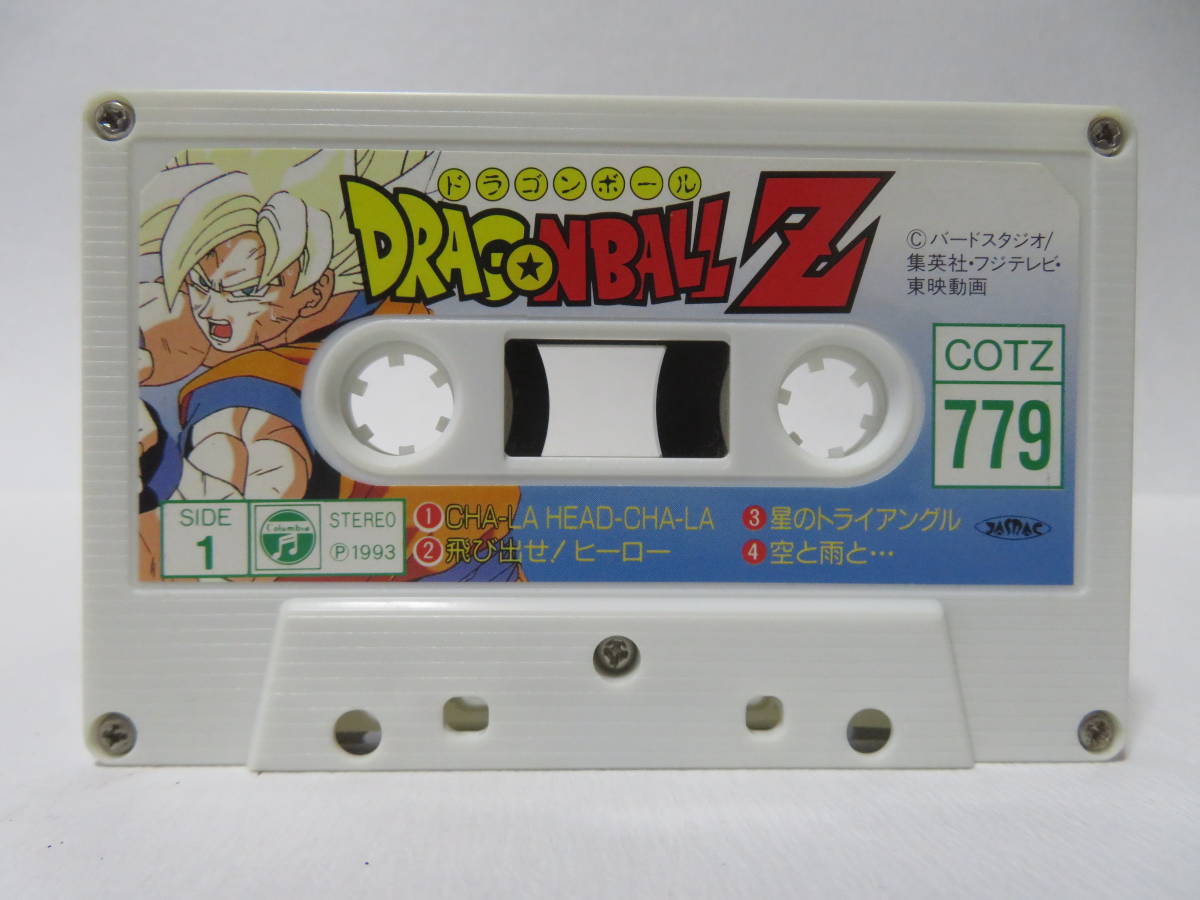 ドラゴンボール
DRAGONBALL Z
Ⓒバードスタジオ/
集英社・フジテレビ・
東映動画
COTZ
779
SIDE
1
Columbia
STEREO
Ⓟ1993
1 CHA-LA HEAD-CHA-LA
2 飛び出せ!ヒーロー
3 星のトライアングル
4 空と雨と…
JASRAC